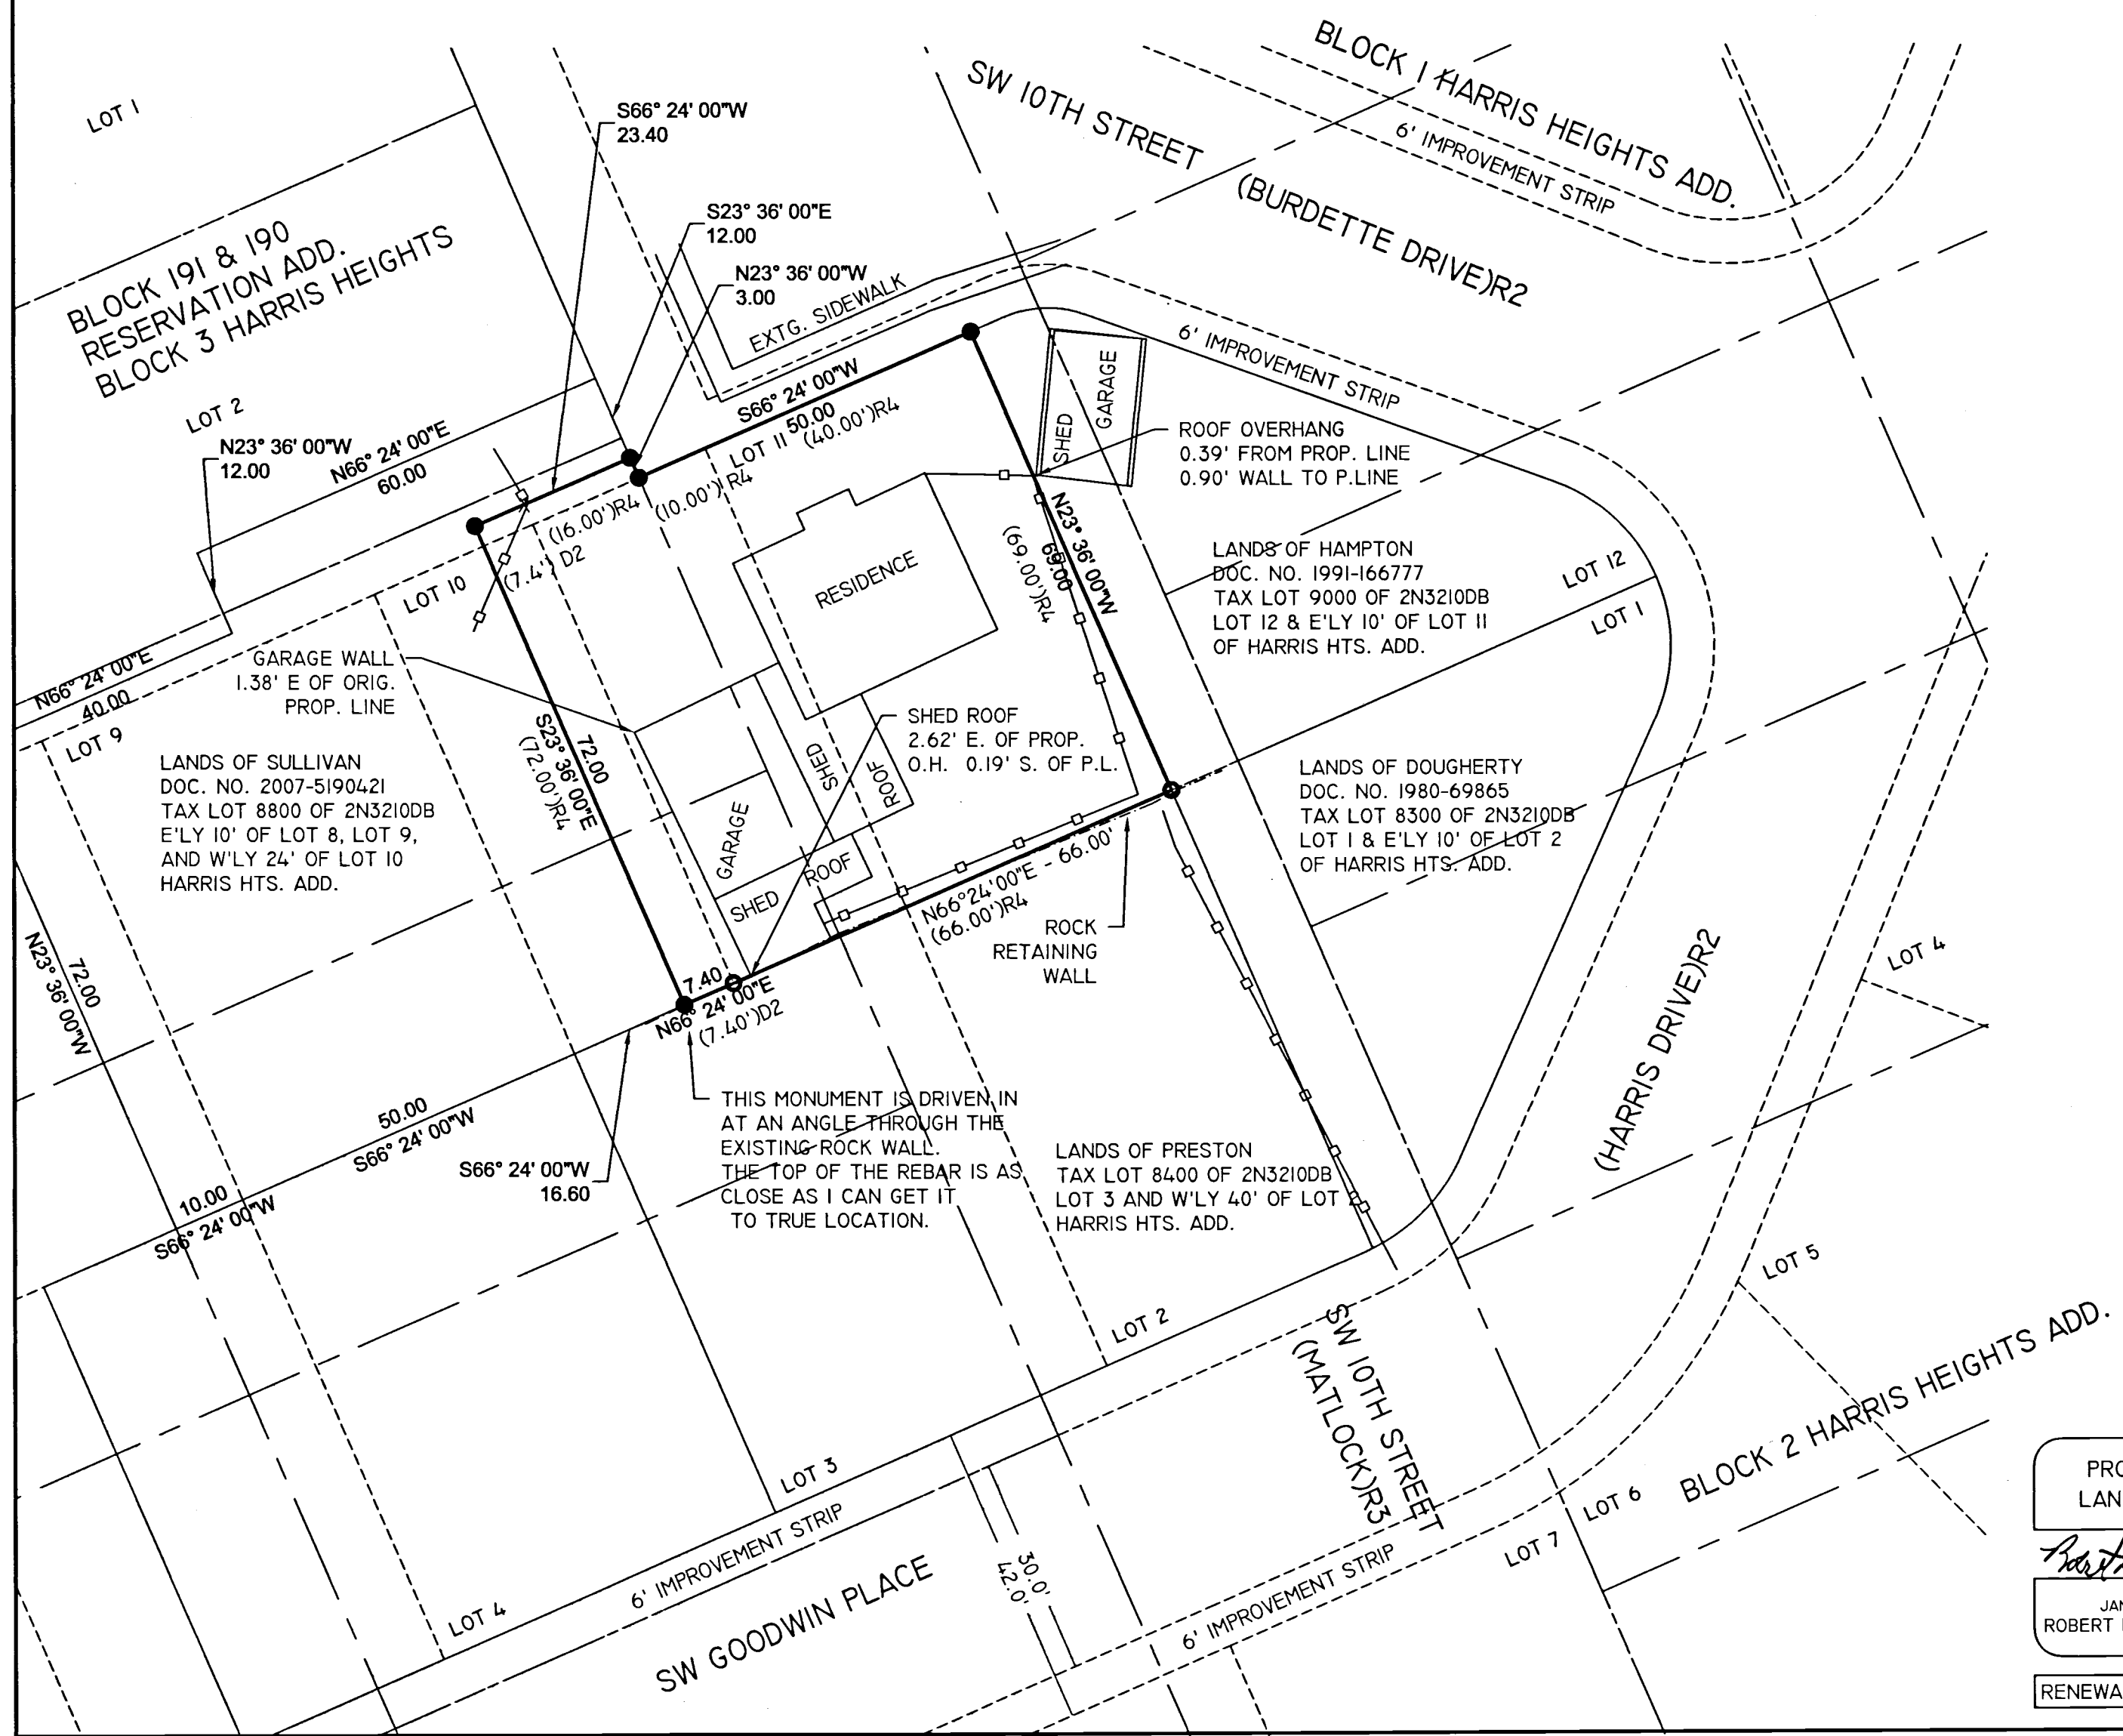 LOT 1
S66° 24' 00"W
23.40
SW 10TH STREET
BLOCK 1 HARRIS HEIGHTS ADD.
6' IMPROVEMENT STRIP
(BURDETTE DRIVE)R2
S23° 36' 00"E
12.00
N23° 36' 00"W
3.00
EXTG. SIDEWALK
BLOCK 191 & 190
RESERVATION ADD.
BLOCK 3 HARRIS HEIGHTS
LOT 2
N23° 36' 00"W
12.00
N66° 24' 00"E
60.00
S66° 24' 00"W
50.00
(40.00')R4
LOT 11
(10.00') R4
(16.00')R4
(7.4') D2
LOT 10
6' IMPROVEMENT STRIP
SHED
GARAGE
ROOF OVERHANG
0.39' FROM PROP. LINE
0.90' WALL TO P.LINE
N23° 36' 00"W
69.00
(69.00')R4
RESIDENCE
LANDS OF HAMPTON
DOC. NO. 1991-166777
TAX LOT 9000 OF 2N3210DB
LOT 12 & E'LY 10' OF LOT 11
OF HARRIS HTS. ADD.
LOT 12
LOT 1
GARAGE WALL
1.38' E OF ORIG.
PROP. LINE
N66° 24' 00"E
40.00
LOT 9
S23° 36' 00"E
72.00
(72.00')R4
SHED ROOF
2.62' E. OF PROP.
O.H. 0.19' S. OF P.L.
SHED
ROOF
GARAGE
SHED ROOF
LANDS OF SULLIVAN
DOC. NO. 2007-5190421
TAX LOT 8800 OF 2N3210DB
E'LY 10' OF LOT 8, LOT 9,
AND W'LY 24' OF LOT 10
HARRIS HTS. ADD.
LANDS OF DOUGHERTY
DOC. NO. 1980-69865
TAX LOT 8300 OF 2N3210DB
LOT 1 & E'LY 10' OF LOT 2
OF HARRIS HTS. ADD.
N66°24'00"E - 66.00'
(66.00')R4
ROCK
RETAINING
WALL
72.00
N23° 36' 00"W
7.40
N66° 24' 00"E
(7.40')D2
LOT 4
(HARRIS DRIVE)R2
THIS MONUMENT IS DRIVEN IN
AT AN ANGLE THROUGH THE
EXISTING ROCK WALL.
THE TOP OF THE REBAR IS AS
CLOSE AS I CAN GET IT
TO TRUE LOCATION.
50.00
S66° 24' 00"W
S66° 24' 00"W
16.60
10.00
S66° 24' 00"W
LANDS OF PRESTON
TAX LOT 8400 OF 2N3210DB
LOT 3 AND W'LY 40' OF LOT 2
HARRIS HTS. ADD.
LOT 5
LOT 2
SW 10TH STREET
(MATLOCK)R3
BLOCK 2 HARRIS HEIGHTS ADD.
LOT 3
LOT 6
LOT 7
6' IMPROVEMENT STRIP
30.0'
42.0'
6' IMPROVEMENT STRIP
LOT 4
SW GOODWIN PLACE
PRO
LAN
JAN
ROBERT
RENEWA